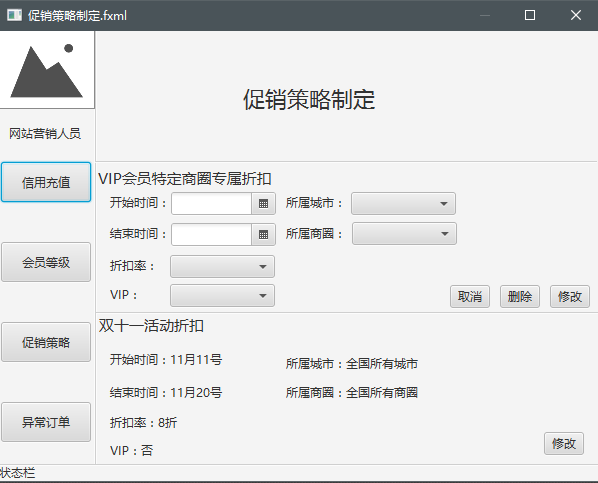 促销策略制定.fxml
网站营销人员
信用充值
会员等级
促销策略
异常订单
促销策略制定
VIP会员特定商圈专属折扣
开始时间： 所属城市：
结束时间： 所属商圈：
折扣率：
VIP：
取消 删除 修改
双十一活动折扣
开始时间：11月11号 所属城市：全国所有城市
结束时间：11月20号 所属商圈：全国所有商圈
折扣率：8折
VIP：否
修改
状态栏